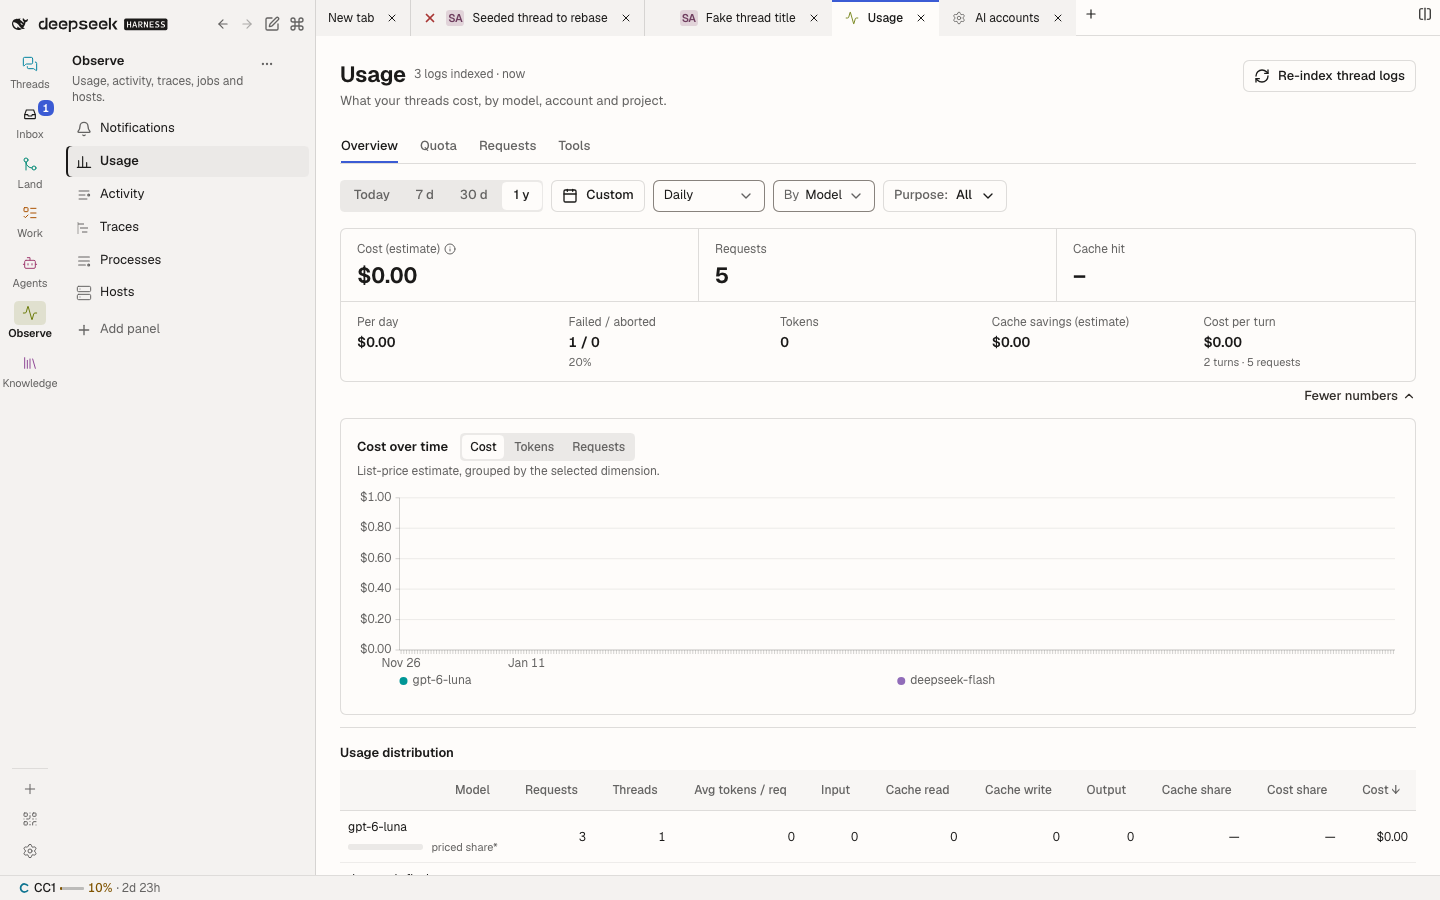 deepseek HARNESS
New tab
SA Seeded thread to rebase
SA Fake thread title
Usage
AI accounts
Threads
1
Inbox
Land
Work
Agents
Observe
Knowledge
Observe
...
Usage, activity, traces, jobs and
hosts.
Notifications
Usage
Activity
Traces
Processes
Hosts
Add panel
Usage 3 logs indexed · now
Re-index thread logs
What your threads cost, by model, account and project.
Overview Quota Requests Tools
Today 7 d 30 d 1 y Custom Daily By Model Purpose: All
Cost (estimate) Requests Cache hit
$0.00 5 –
Per day Failed / aborted Tokens Cache savings (estimate) Cost per turn
$0.00 1 / 0 0 $0.00 $0.00
20% 2 turns · 5 requests
Fewer numbers
Cost over time Cost Tokens Requests
List-price estimate, grouped by the selected dimension.
$1.00
$0.80
$0.60
$0.40
$0.20
$0.00
Nov 26 Jan 11
gpt-6-luna deepseek-flash
Usage distribution
Model Requests Threads Avg tokens / req Input Cache read Cache write Output Cache share Cost share Cost ↓
gpt-6-luna
priced share* 3 1 0 0 0 0 0 — — $0.00
C CC1 10% · 2d 23h